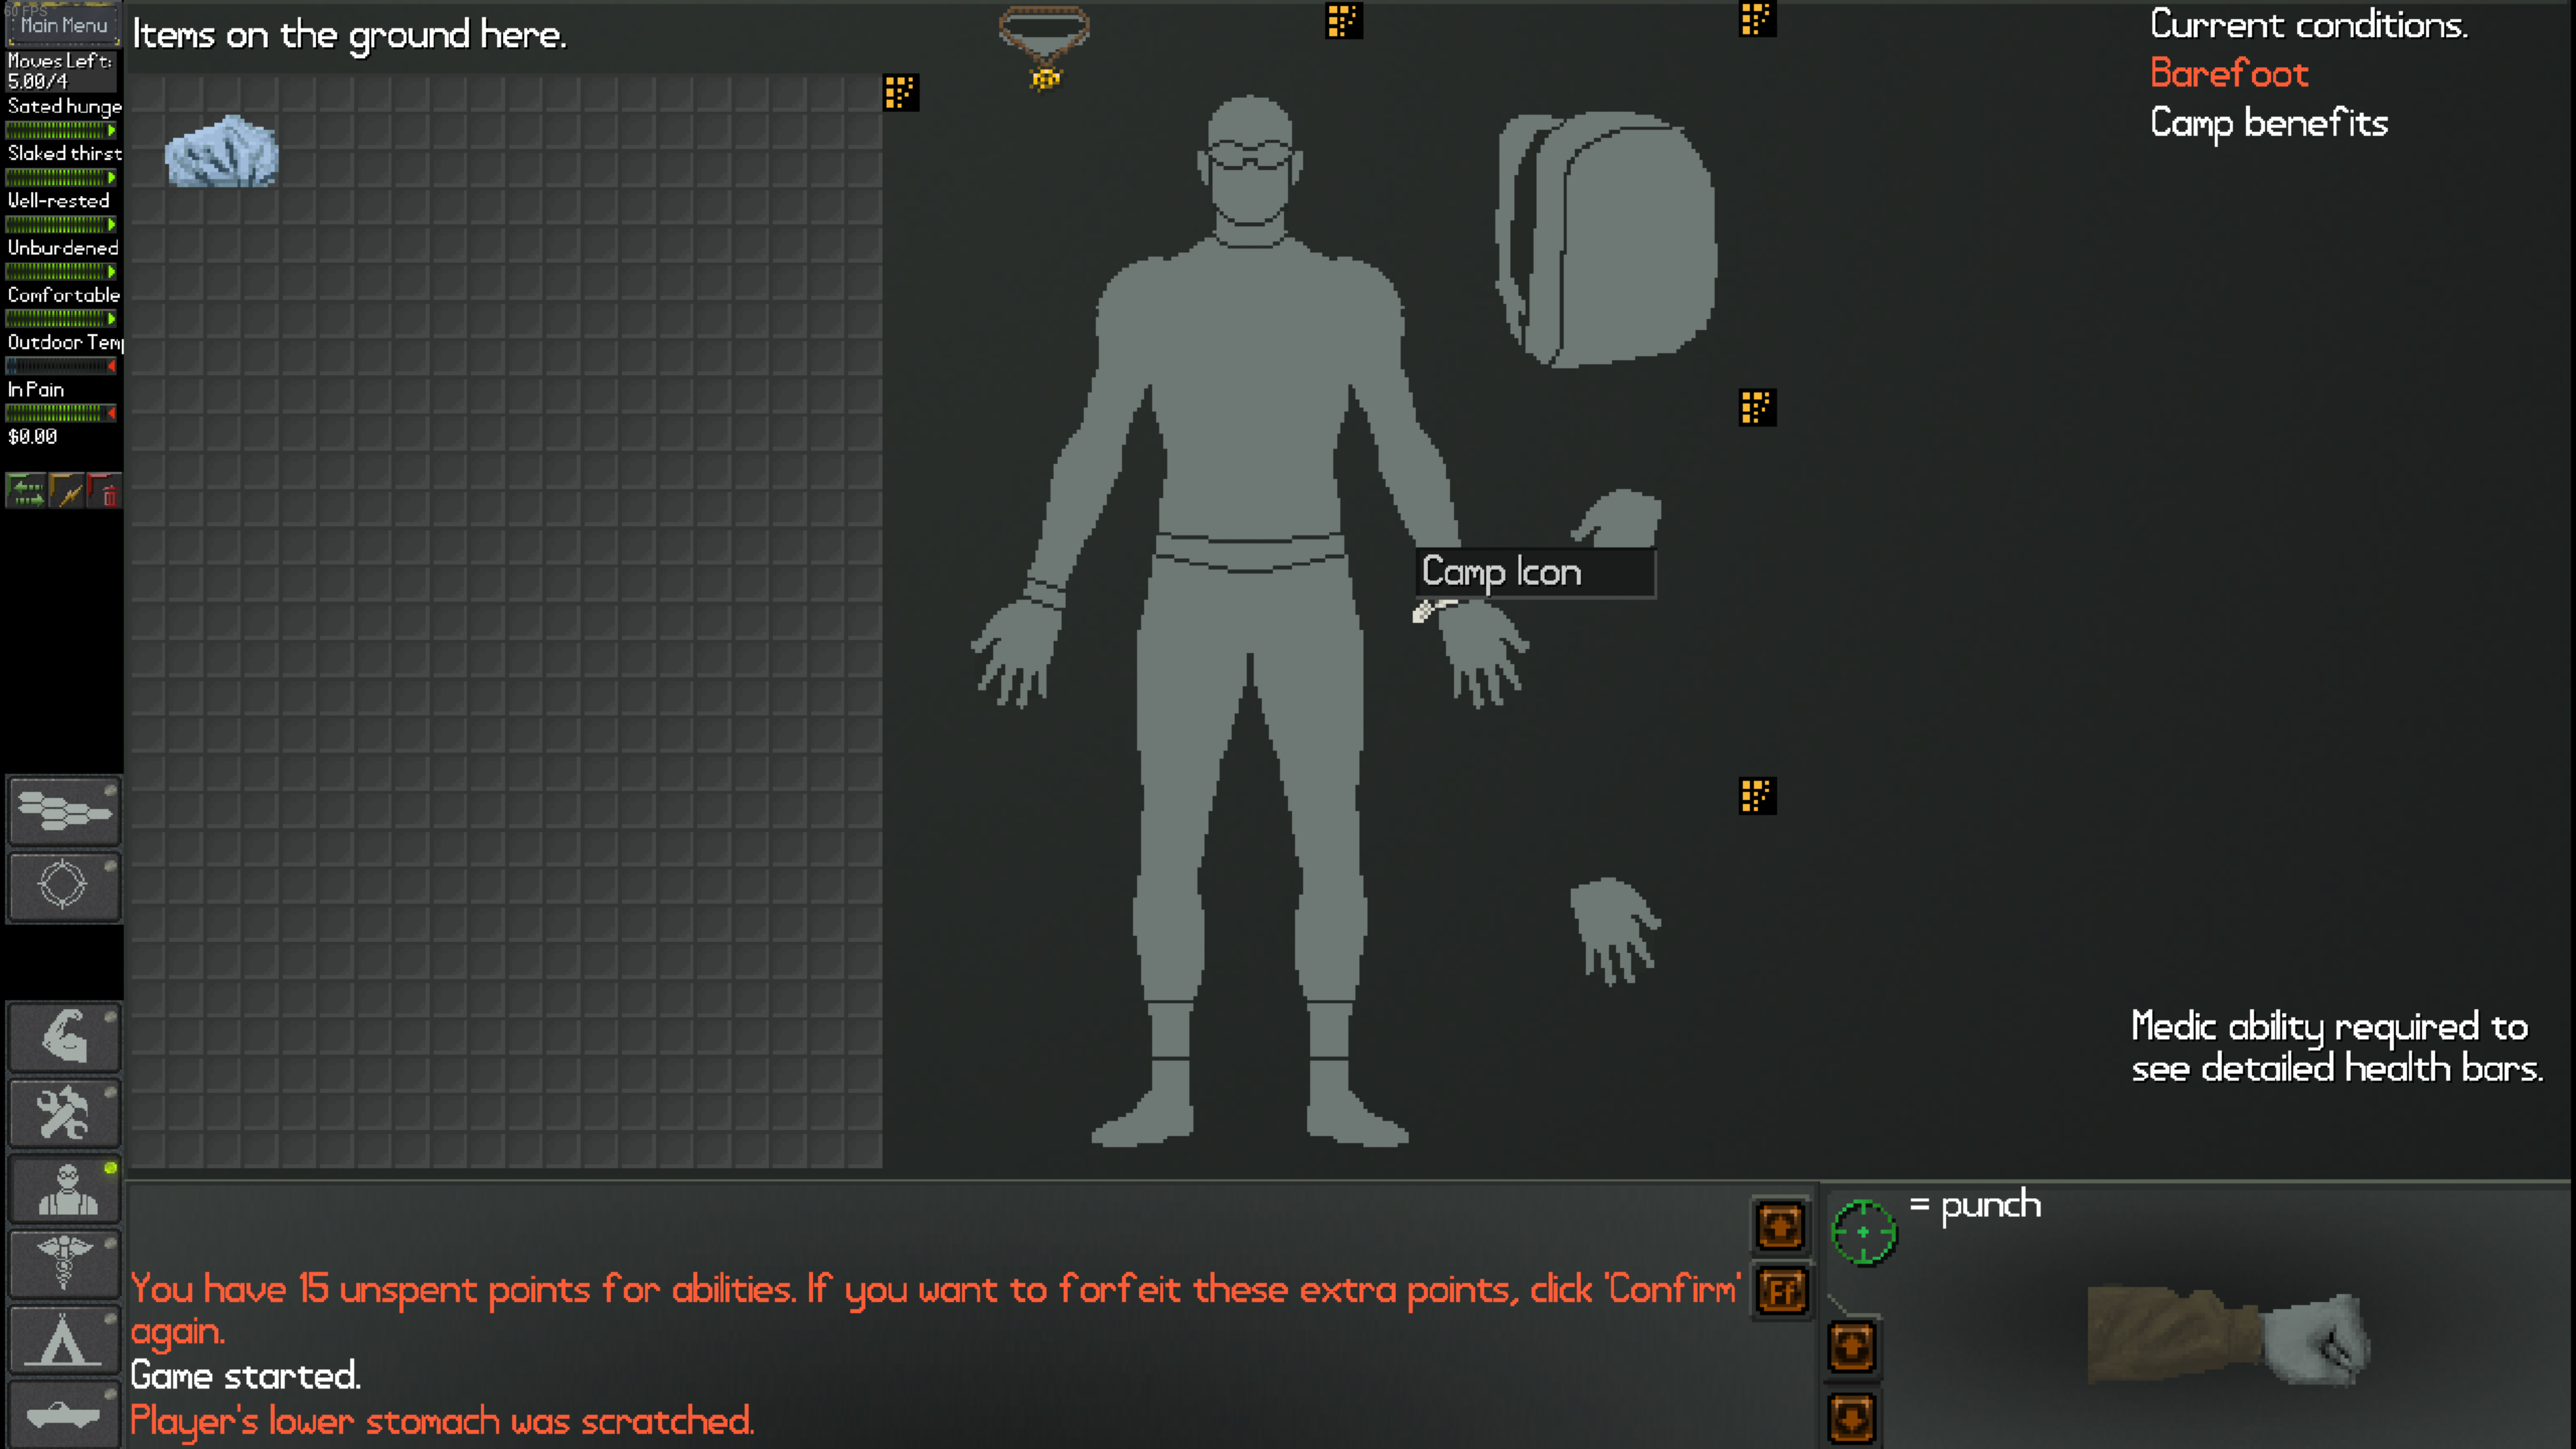 60 FPS
Main Menu
Moves Left:
5.00/4
Sated hunge
Slaked thirst
Well-rested
Unburdened
Comfortable
Outdoor Tem
In Pain
$0.00
Items on the ground here.
Current conditions.
Barefoot
Camp benefits
Camp Icon
Medic ability required to
see detailed health bars.
You have 15 unspent points for abilities. If you want to forfeit these extra points, click 'Confirm'
again.
Game started.
Player's lower stomach was scratched.
Ff
= punch